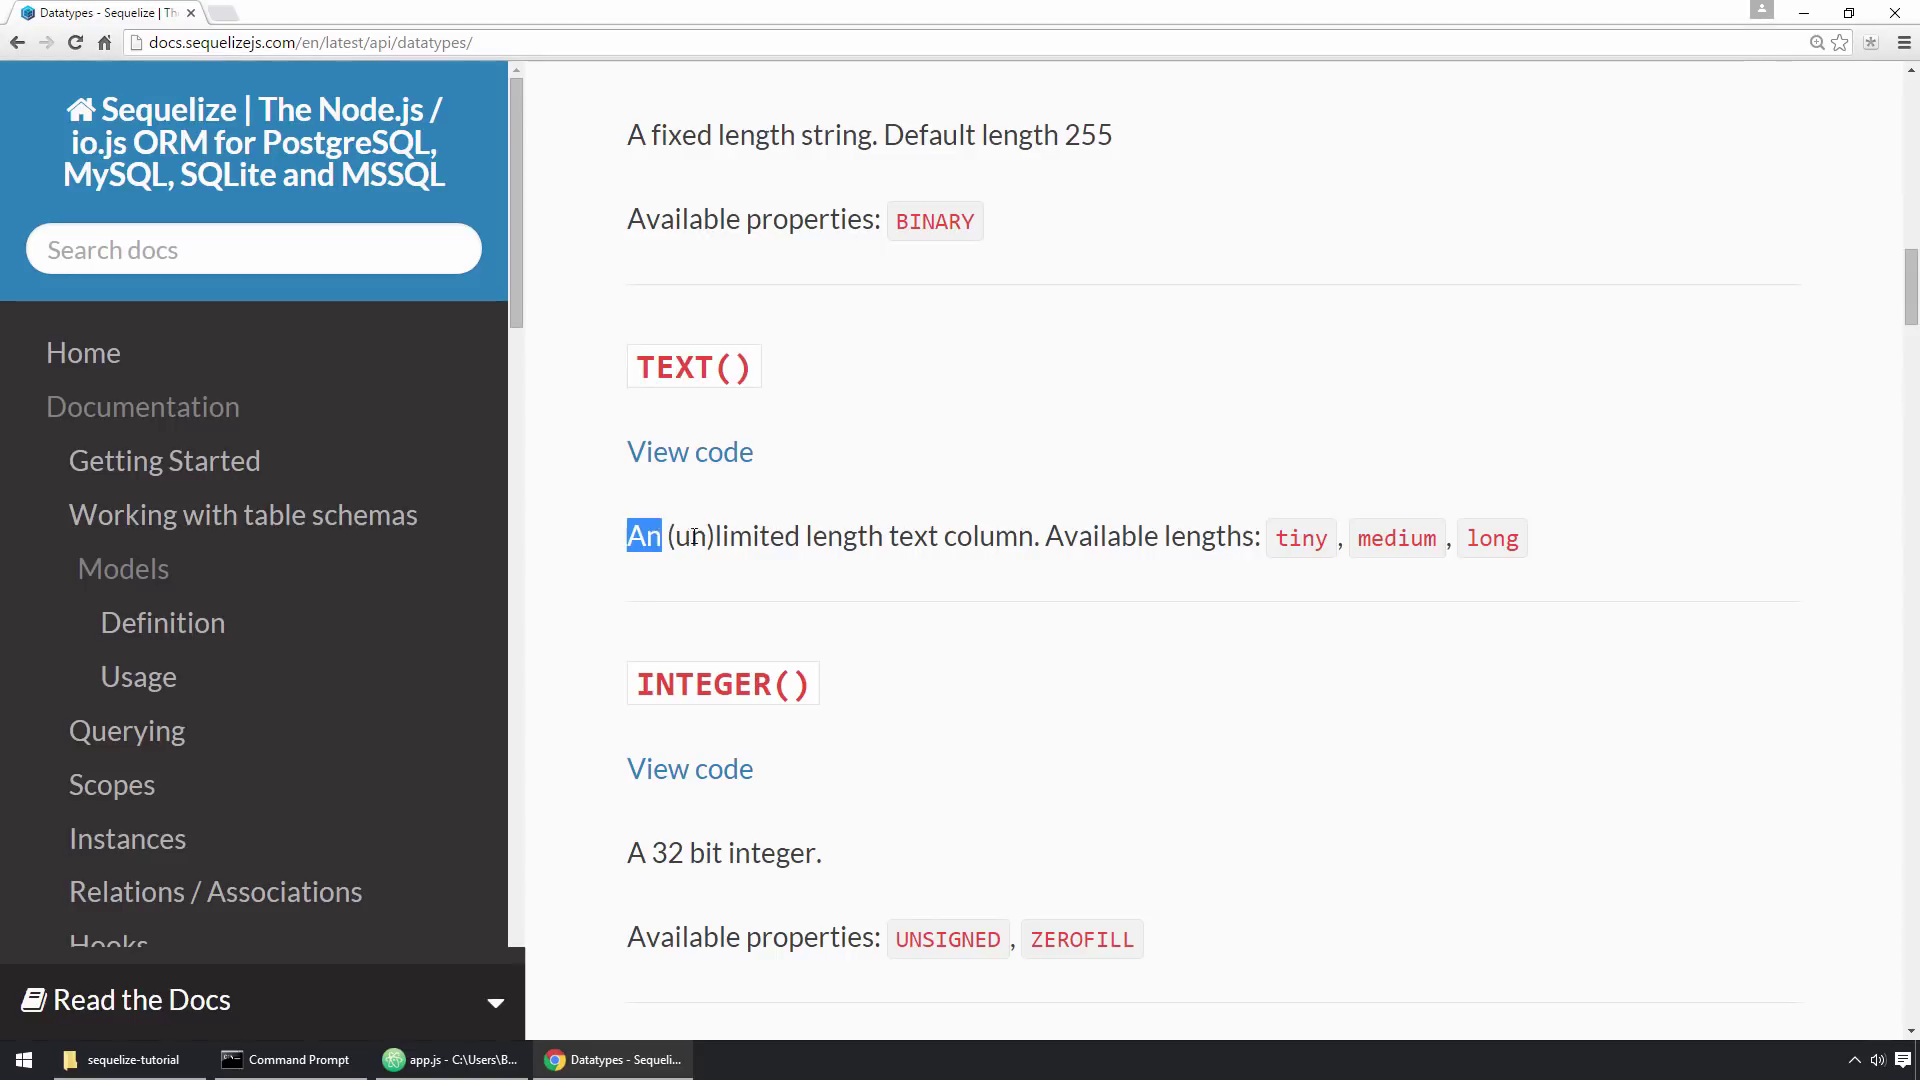 Datatypes - Sequelize | Th
docs.sequelizejs.com/en/latest/api/datatypes/
Sequelize | The Node.js /
io.js ORM for PostgreSQL,
MySQL, SQLite and MSSQL
Search docs
Home
Documentation
Getting Started
Working with table schemas
Models
Definition
Usage
Querying
Scopes
Instances
Relations / Associations
Hooks
Read the Docs
A fixed length string. Default length 255
Available properties: BINARY
TEXT()
View code
An (un)limited length text column. Available lengths: tiny, medium, long
INTEGER()
View code
A 32 bit integer.
Available properties: UNSIGNED, ZEROFILL
sequelize-tutorial
Command Prompt
app.js - C:\Users\B...
Datatypes - Sequeli...